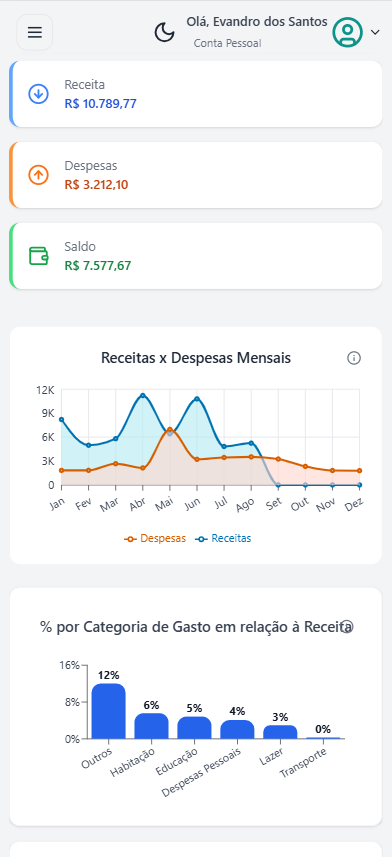 Olá, Evandro dos Santos
Conta Pessoal
Receita
R$ 10.789,77
Despesas
R$ 3.212,10
Saldo
R$ 7.577,67
Receitas x Despesas Mensais
12K
9K
6K
3K
0
Jan Fev Mar Abr Mai Jun Jul Ago Set Out Nov Dez
Despesas Receitas
% por Categoria de Gasto em relação à Receita
16%
8%
0%
12% 6% 5% 4% 3% 0%
Outros Habitação Educação Despesas Pessoais Lazer Transporte